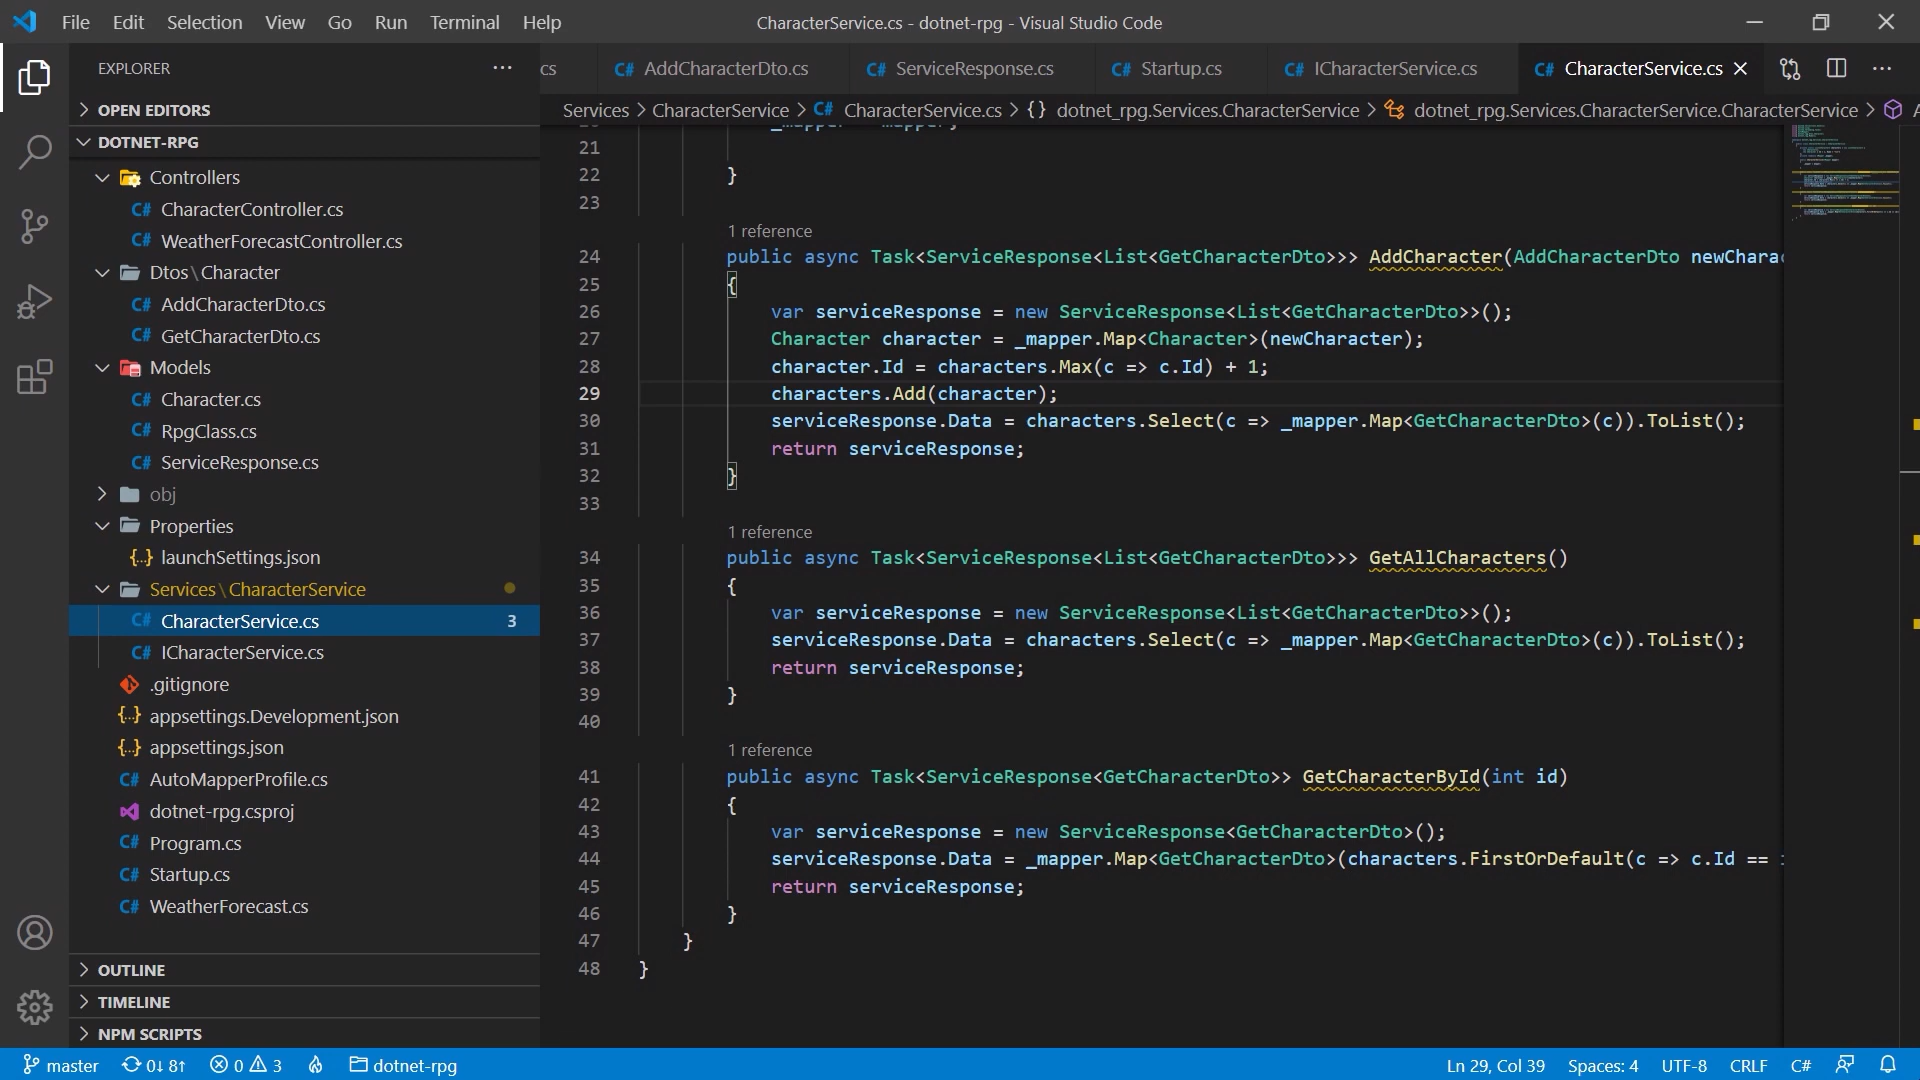 File Edit Selection View Go Run Terminal Help
CharacterService.cs - dotnet-rpg - Visual Studio Code
EXPLORER
OPEN EDITORS
DOTNET-RPG
Controllers
C# CharacterController.cs
C# WeatherForecastController.cs
Dtos\Character
C# AddCharacterDto.cs
C# GetCharacterDto.cs
Models
C# Character.cs
C# RpgClass.cs
C# ServiceResponse.cs
obj
Properties
{..} launchSettings.json
Services\CharacterService
C# CharacterService.cs 3
C# ICharacterService.cs
.gitignore
{..} appsettings.Development.json
{..} appsettings.json
C# AutoMapperProfile.cs
dotnet-rpg.csproj
C# Program.cs
C# Startup.cs
C# WeatherForecast.cs
OUTLINE
TIMELINE
NPM SCRIPTS
cs C# AddCharacterDto.cs C# ServiceResponse.cs C# Startup.cs C# ICharacterService.cs C# CharacterService.cs
Services > CharacterService > C# CharacterService.cs > {} dotnet_rpg.Services.CharacterService > dotnet_rpg.Services.CharacterService.CharacterService >
21
22 }
23
1 reference
24 public async Task<ServiceResponse<List<GetCharacterDto>>> AddCharacter(AddCharacterDto newCharac
25 {
26 var serviceResponse = new ServiceResponse<List<GetCharacterDto>>();
27 Character character = _mapper.Map<Character>(newCharacter);
28 character.Id = characters.Max(c => c.Id) + 1;
29 characters.Add(character);
30 serviceResponse.Data = characters.Select(c => _mapper.Map<GetCharacterDto>(c)).ToList();
31 return serviceResponse;
32 }
33
1 reference
34 public async Task<ServiceResponse<List<GetCharacterDto>>> GetAllCharacters()
35 {
36 var serviceResponse = new ServiceResponse<List<GetCharacterDto>>();
37 serviceResponse.Data = characters.Select(c => _mapper.Map<GetCharacterDto>(c)).ToList();
38 return serviceResponse;
39 }
40
1 reference
41 public async Task<ServiceResponse<GetCharacterDto>> GetCharacterById(int id)
42 {
43 var serviceResponse = new ServiceResponse<GetCharacterDto>();
44 serviceResponse.Data = _mapper.Map<GetCharacterDto>(characters.FirstOrDefault(c => c.Id ==
45 return serviceResponse;
46 }
47 }
48 }
master 0↓ 8↑ 0 3 dotnet-rpg Ln 29, Col 39 Spaces: 4 UTF-8 CRLF C#